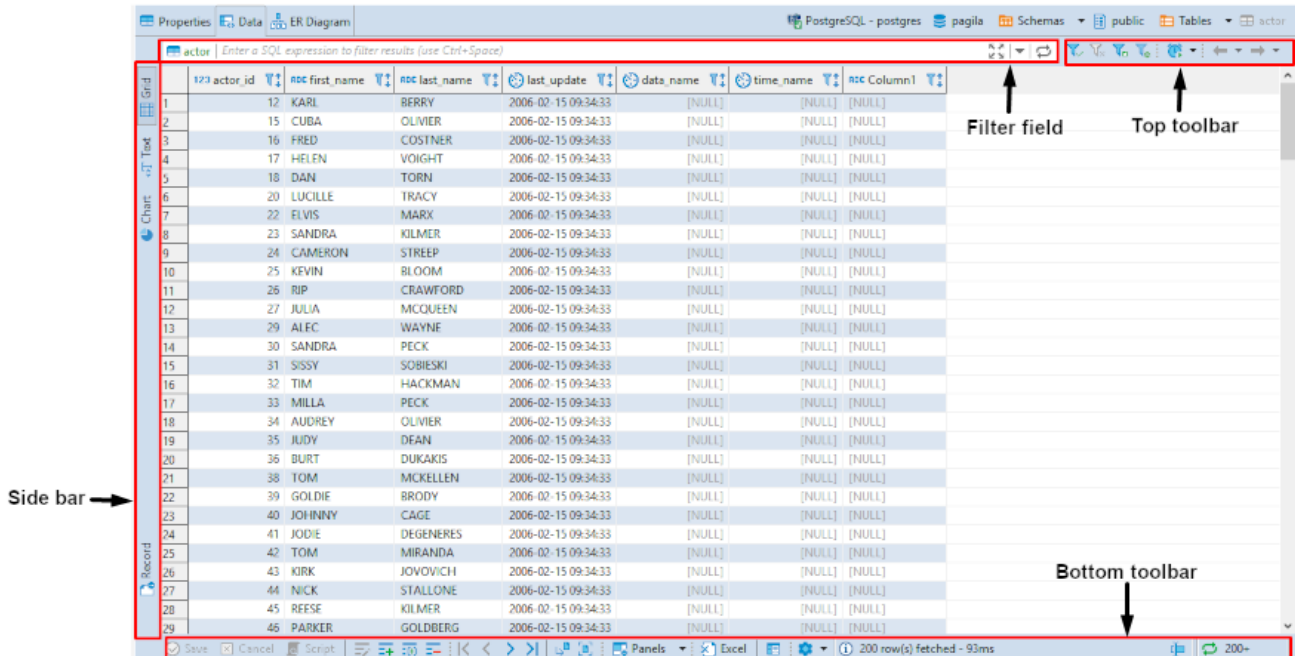 Properties Data ER Diagram PostgreSQL - postgres pagila Schemas public Tables actor
actor Enter a SQL expression to filter results (use Ctrl+Space)
123 actor_id ABC first_name ABC last_name last_update data_name time_name ABC Column1
1 12 KARL BERRY 2006-02-15 09:34:33 [NULL] [NULL] [NULL]
2 15 CUBA OLIVIER 2006-02-15 09:34:33 [NULL] [NULL] [NULL]
3 16 FRED COSTNER 2006-02-15 09:34:33 [NULL] [NULL] [NULL]
4 17 HELEN VOIGHT 2006-02-15 09:34:33 [NULL] [NULL] [NULL]
5 18 DAN TORN 2006-02-15 09:34:33 [NULL] [NULL] [NULL]
6 20 LUCILLE TRACY 2006-02-15 09:34:33 [NULL] [NULL] [NULL]
7 22 ELVIS MARX 2006-02-15 09:34:33 [NULL] [NULL] [NULL]
8 23 SANDRA KILMER 2006-02-15 09:34:33 [NULL] [NULL] [NULL]
9 24 CAMERON STREEP 2006-02-15 09:34:33 [NULL] [NULL] [NULL]
10 25 KEVIN BLOOM 2006-02-15 09:34:33 [NULL] [NULL] [NULL]
11 26 RIP CRAWFORD 2006-02-15 09:34:33 [NULL] [NULL] [NULL]
12 27 JULIA MCQUEEN 2006-02-15 09:34:33 [NULL] [NULL] [NULL]
13 29 ALEC WAYNE 2006-02-15 09:34:33 [NULL] [NULL] [NULL]
14 30 SANDRA PECK 2006-02-15 09:34:33 [NULL] [NULL] [NULL]
15 31 SISSY SOBIESKI 2006-02-15 09:34:33 [NULL] [NULL] [NULL]
16 32 TIM HACKMAN 2006-02-15 09:34:33 [NULL] [NULL] [NULL]
17 33 MILLA PECK 2006-02-15 09:34:33 [NULL] [NULL] [NULL]
18 34 AUDREY OLIVIER 2006-02-15 09:34:33 [NULL] [NULL] [NULL]
19 35 JUDY DEAN 2006-02-15 09:34:33 [NULL] [NULL] [NULL]
20 36 BURT DUKAKIS 2006-02-15 09:34:33 [NULL] [NULL] [NULL]
21 38 TOM MCKELLEN 2006-02-15 09:34:33 [NULL] [NULL] [NULL]
22 39 GOLDIE BRODY 2006-02-15 09:34:33 [NULL] [NULL] [NULL]
23 40 JOHNNY CAGE 2006-02-15 09:34:33 [NULL] [NULL] [NULL]
24 41 JODIE DEGENERES 2006-02-15 09:34:33 [NULL] [NULL] [NULL]
25 42 TOM MIRANDA 2006-02-15 09:34:33 [NULL] [NULL] [NULL]
26 43 KIRK JOVOVICH 2006-02-15 09:34:33 [NULL] [NULL] [NULL]
27 44 NICK STALLONE 2006-02-15 09:34:33 [NULL] [NULL] [NULL]
28 45 REESE KILMER 2006-02-15 09:34:33 [NULL] [NULL] [NULL]
29 46 PARKER GOLDBERG 2006-02-15 09:34:33 [NULL] [NULL] [NULL]
Grid
Text
Chart
Record
Side bar
Filter field
Top toolbar
Bottom toolbar
Save Cancel Script Panels Excel 200 row(s) fetched - 93ms 200+